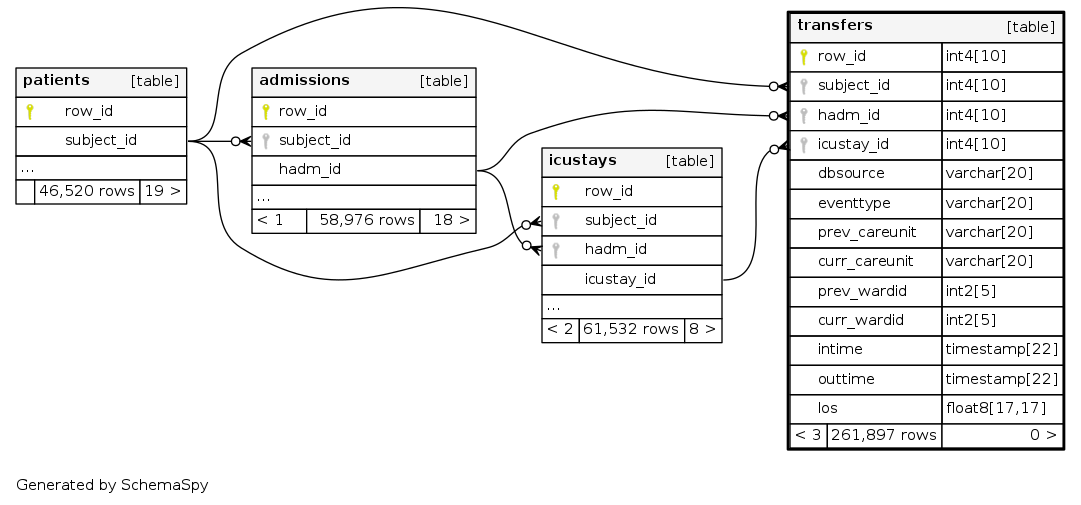 patients [table]
row_id
subject_id
...
46,520 rows 19 >
admissions [table]
row_id
subject_id
hadm_id
...
< 1 58,976 rows 18 >
icustays [table]
row_id
subject_id
hadm_id
icustay_id
...
< 2 61,532 rows 8 >
transfers [table]
row_id int4[10]
subject_id int4[10]
hadm_id int4[10]
icustay_id int4[10]
dbsource varchar[20]
eventtype varchar[20]
prev_careunit varchar[20]
curr_careunit varchar[20]
prev_wardid int2[5]
curr_wardid int2[5]
intime timestamp[22]
outtime timestamp[22]
los float8[17,17]
< 3 261,897 rows 0 >
Generated by SchemaSpy